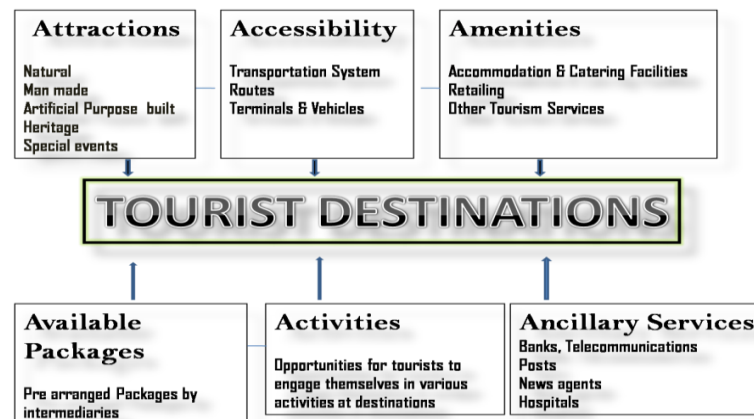 Attractions
Natural
Man made
Artificial Purpose built
Heritage
Special events
Accessibility
Transportation System
Routes
Terminals & Vehicles
Amenities
Accommodation & Catering Facilities
Retailing
Other Tourism Services
TOURIST DESTINATIONS
Available
Packages
Pre arranged Packages by
intermediaries
Activities
Opportunities for tourists to
engage themselves in various
activities at destinations
Ancillary Services
Banks, Telecommunications
Posts
News agents
Hospitals